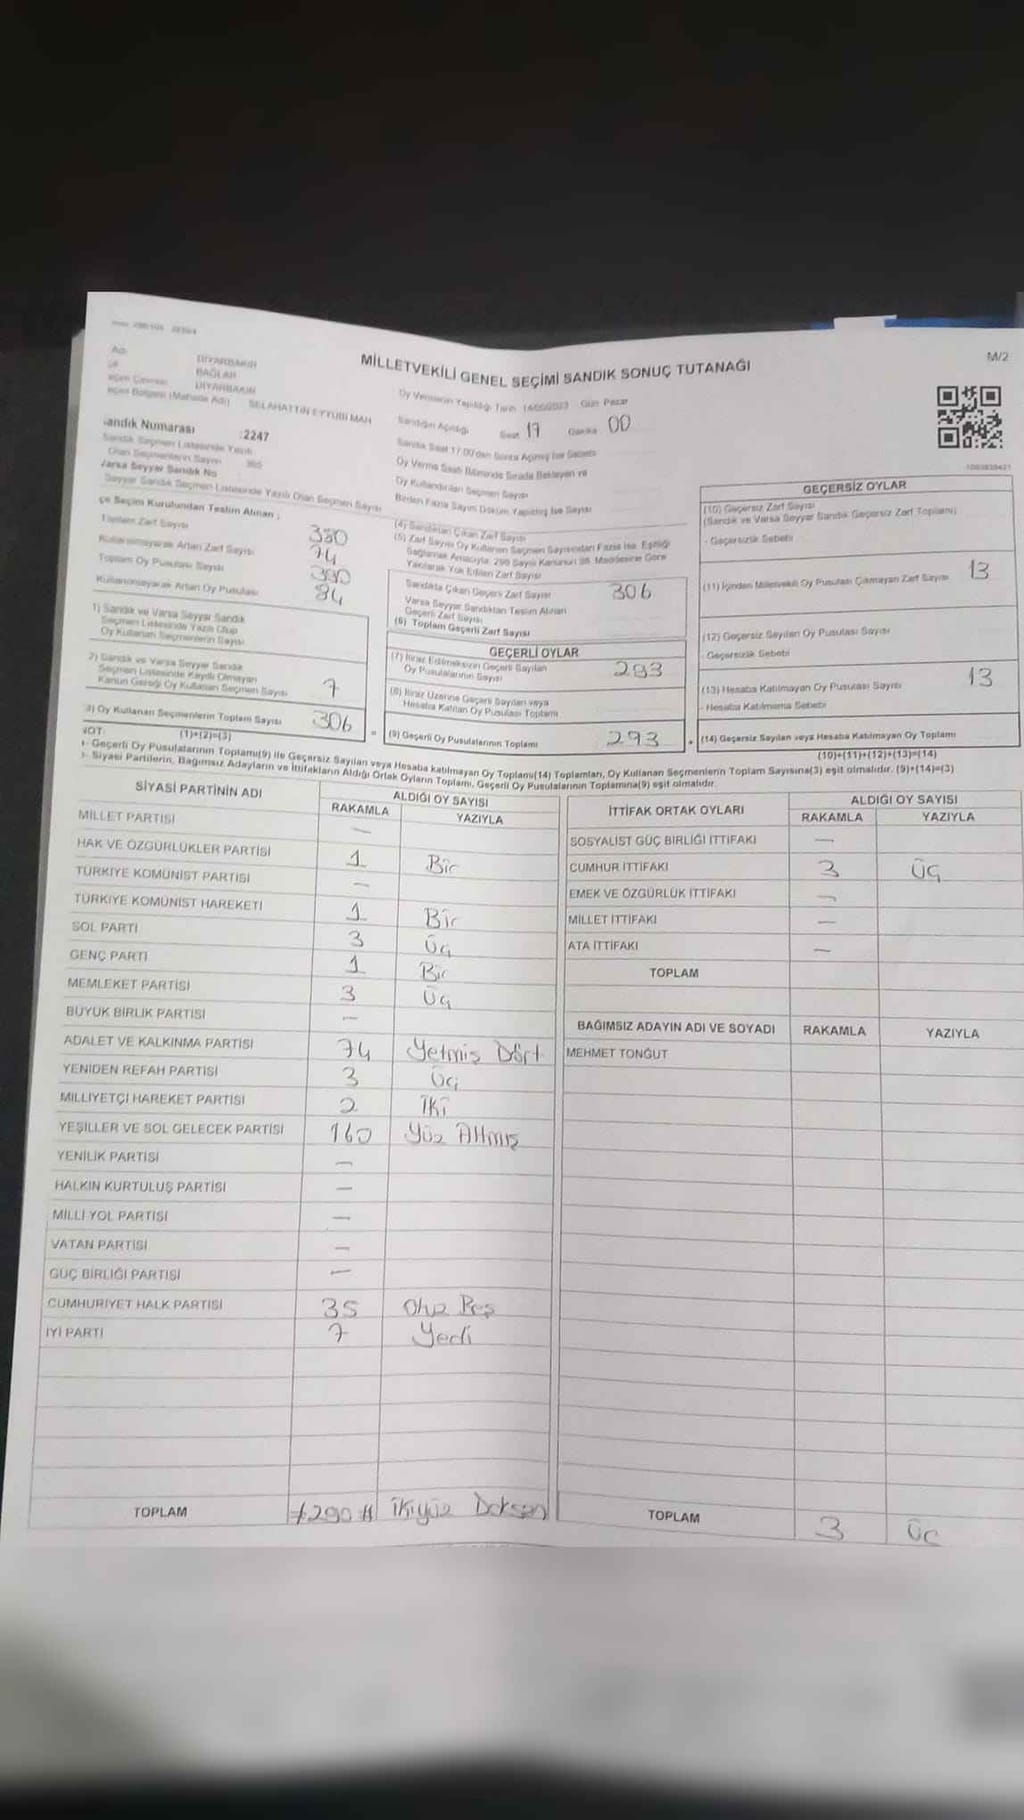 DİYARBAKIR
BAĞLAR
DİYARBAKIR
SELAHATTİN EYYUBİ MAH
MİLLETVEKİLİ GENEL SEÇİMİ SANDIK SONUÇ TUTANAĞI
M/2
Oy Vermenin Yapıldığı Tarih 14/05/2023 Gün Pazar
Sandığın Açıldığı Saat 17 Dakika 00
Sandık Numarası :2247
Sandık Seçmen Listesinde Yazılı
Olan Seçmenlerin Sayısı
Varsa Seyyar Sandık No
Seyyar Sandık Seçmen Listesinde Yazılı Olan Seçmen Sayısı
Sandık Saat 17.00'den Sonra Açılmış İse Sebebi
Oy Verme Saati Bitiminde Sırada Bekleyen ve
Oy Kullandırılan Seçmen Sayısı
Birden Fazla Sayım Döküm Yapılmış İse Sayısı
İlçe Seçim Kurulundan Teslim Alınan ;
Toplam Zarf Sayısı 380
Kullanılmayarak Artan Zarf Sayısı 74
Toplam Oy Pusulası Sayısı
Kullanılmayarak Artan Oy Pusulası
1) Sandık ve Varsa Seyyar Sandık
Seçmen Listesinde Yazılı Olup
Oy Kullanan Seçmenlerin Sayısı
2) Sandık ve Varsa Seyyar Sandık
Seçmen Listesinde Kayıtlı Olmayan
Kanun Gereği Oy Kullanan Seçmen Sayısı 7
3) Oy Kullanan Seçmenlerin Toplam Sayısı 306
(1)+(2)=(3)
(4) Sandıktan Çıkan Zarf Sayısı
(5) Zarf Sayısı Oy Kullanan Seçmen Sayısından Fazla İse, Eşitliği
Sağlamak Amacıyla, 298 Sayılı Kanunun 98. Maddesine Göre
Yakılarak Yok Edilen Zarf Sayısı
Sandıkta Çıkan Geçerli Zarf Sayısı 306
Varsa Seyyar Sandıktan Teslim Alınan
Geçerli Zarf Sayısı
(6) Toplam Geçerli Zarf Sayısı
GEÇERLİ OYLAR
(7) İtiraz Edilmeksizin Geçerli Sayılan
Oy Pusulalarının Sayısı 293
(8) İtiraz Üzerine Geçerli Sayılan veya
Hesaba Katılan Oy Pusulası Toplamı
= (9) Geçerli Oy Pusulalarının Toplamı 293
GEÇERSİZ OYLAR
(10) Geçersiz Zarf Sayısı
(Sandık ve Varsa Seyyar Sandık Geçersiz Zarf Toplamı)
- Geçersizlik Sebebi
(11) İçinden Milletvekili Oy Pusulası Çıkmayan Zarf Sayısı 13
(12) Geçersiz Sayılan Oy Pusulası Sayısı
- Geçersizlik Sebebi
(13) Hesaba Katılmayan Oy Pusulası Sayısı 13
- Hesaba Katılmama Sebebi
+ (14) Geçersiz Sayılan veya Hesaba Katılmayan Oy Toplamı
(10)+(11)+(12)+(13)=(14)
NOT:
- Geçerli Oy Pusulalarının Toplamı(9) ile Geçersiz Sayılan veya Hesaba katılmayan Oy Toplamı(14) Toplamları, Oy Kullanan Seçmenlerin Toplam Sayısına(3) eşit olmalıdır. (9)+(14)=(3)
- Siyasi Partilerin, Bağımsız Adayların ve İttifakların Aldığı Ortak Oyların Toplamı, Geçerli Oy Pusulalarının Toplamına(9) eşit olmalıdır.
SİYASİ PARTİNİN ADI
ALDIĞI OY SAYISI
RAKAMLA YAZIYLA
MİLLET PARTİSİ —
HAK VE ÖZGÜRLÜKLER PARTİSİ 1 Bir
TÜRKİYE KOMÜNİST PARTİSİ —
TÜRKİYE KOMÜNİST HAREKETİ 1 Bir
SOL PARTİ 3 Üç
GENÇ PARTİ 1 Bir
MEMLEKET PARTİSİ 3 Üç
BÜYÜK BİRLİK PARTİSİ —
ADALET VE KALKINMA PARTİSİ 74 Yetmiş Dört
YENİDEN REFAH PARTİSİ 3 Üç
MİLLİYETÇİ HAREKET PARTİSİ 2 İki
YEŞİLLER VE SOL GELECEK PARTİSİ 160 Yüz Altmış
YENİLİK PARTİSİ —
HALKIN KURTULUŞ PARTİSİ —
MİLLİ YOL PARTİSİ —
VATAN PARTİSİ —
GÜÇ BİRLİĞİ PARTİSİ —
CUMHURİYET HALK PARTİSİ 35 Otuz Beş
İYİ PARTİ 7 Yedi
TOPLAM #290# İkiyüz Doksan
İTTİFAK ORTAK OYLARI
ALDIĞI OY SAYISI
RAKAMLA YAZIYLA
SOSYALİST GÜÇ BİRLİĞİ İTTİFAKI —
CUMHUR İTTİFAKI 3 ÜÇ
EMEK VE ÖZGÜRLÜK İTTİFAKI —
MİLLET İTTİFAKI —
ATA İTTİFAKI —
TOPLAM
BAĞIMSIZ ADAYIN ADI VE SOYADI RAKAMLA YAZIYLA
MEHMET TONĞUT
TOPLAM 3 ÜÇ